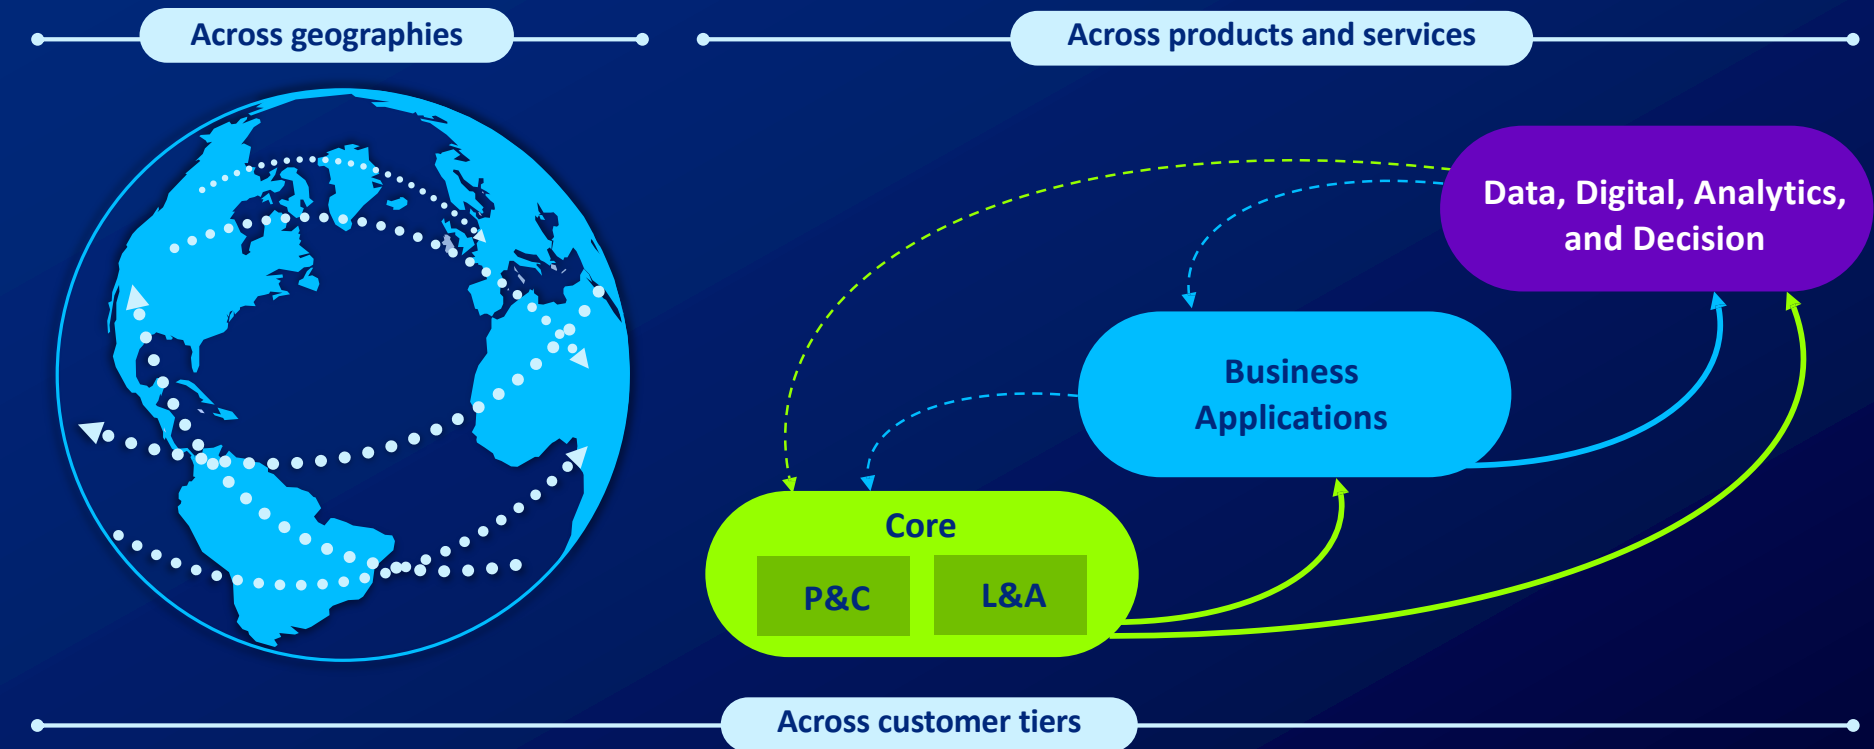 Across geographies
Across products and services
Data, Digital, Analytics,
and Decision
Business
Applications
Core
P&C
L&A
Across customer tiers